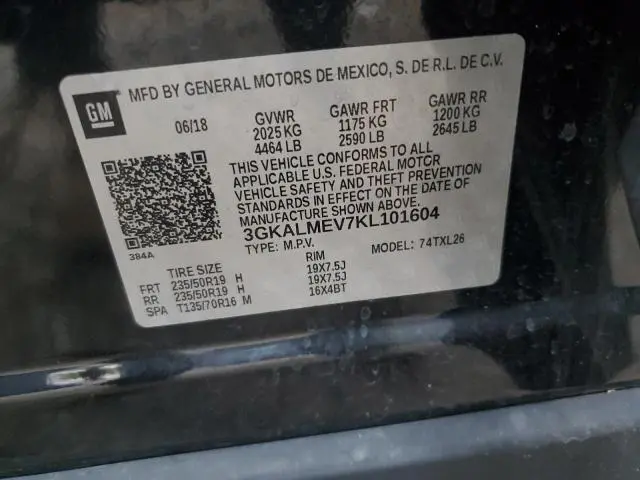 MFD BY GENERAL MOTORS DE MEXICO, S. DE R.L. DE C.V.
GM
06/18 GVWR GAWR FRT GAWR RR
2025 KG 1175 KG 1200 KG
4464 LB 2590 LB 2645 LB
THIS VEHICLE CONFORMS TO ALL
APPLICABLE U.S. FEDERAL MOTOR
VEHICLE SAFETY AND THEFT PREVENTION
STANDARDS IN EFFECT ON THE DATE OF
MANUFACTURE SHOWN ABOVE.
3GKALMEV7KL101604
384A
TYPE: M.P.V. MODEL: 74TXL26
TIRE SIZE RIM
FRT 235/50R19 H 19X7.5J
RR 235/50R19 H 19X7.5J
SPA T135/70R16 M 16X4BT